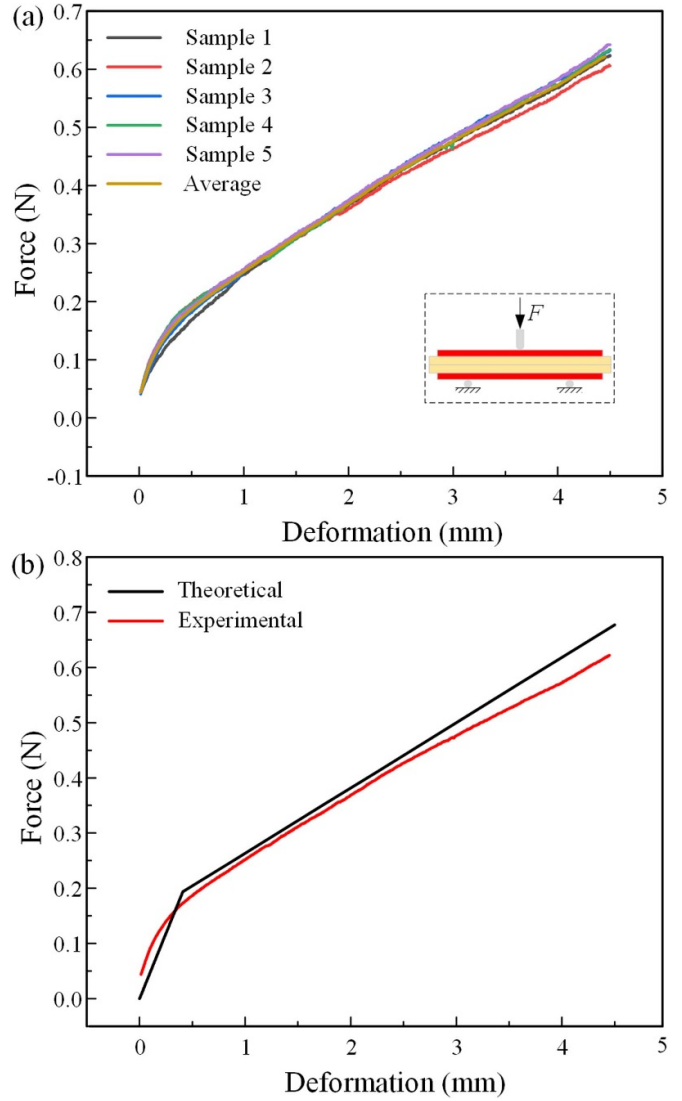 (a)
0.7
0.6
0.5
0.4
0.3
0.2
0.1
0.0
-0.1
Force (N)
Sample 1
Sample 2
Sample 3
Sample 4
Sample 5
Average
F
0 1 2 3 4 5
Deformation (mm)
(b)
0.8
0.7
0.6
0.5
0.4
0.3
0.2
0.1
0.0
Force (N)
Theoretical
Experimental
0 1 2 3 4 5
Deformation (mm)